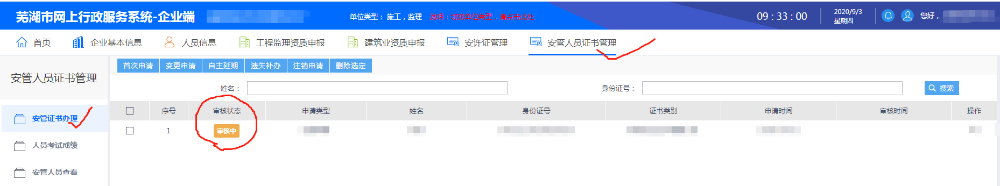 芜湖市网上行政服务系统-企业端
单位类型： 施工，监理 说明：切换单位类型，请点击此处
09 : 33 : 00
2020/9/3
星期四
您好，
首页 企业基本信息 人员信息 工程监理资质申报 建筑业资质申报 安许证管理 安管人员证书管理
安管人员证书管理
安管证书办理
人员考试成绩
安管人员查看
首次申请 变更申请 自主延期 遗失补办 注销申请 删除选定
姓名： 身份证号： 搜索
序号 审核状态 申请类型 姓名 身份证号 证书类别 申请时间 审核时间 操作
1 审核中